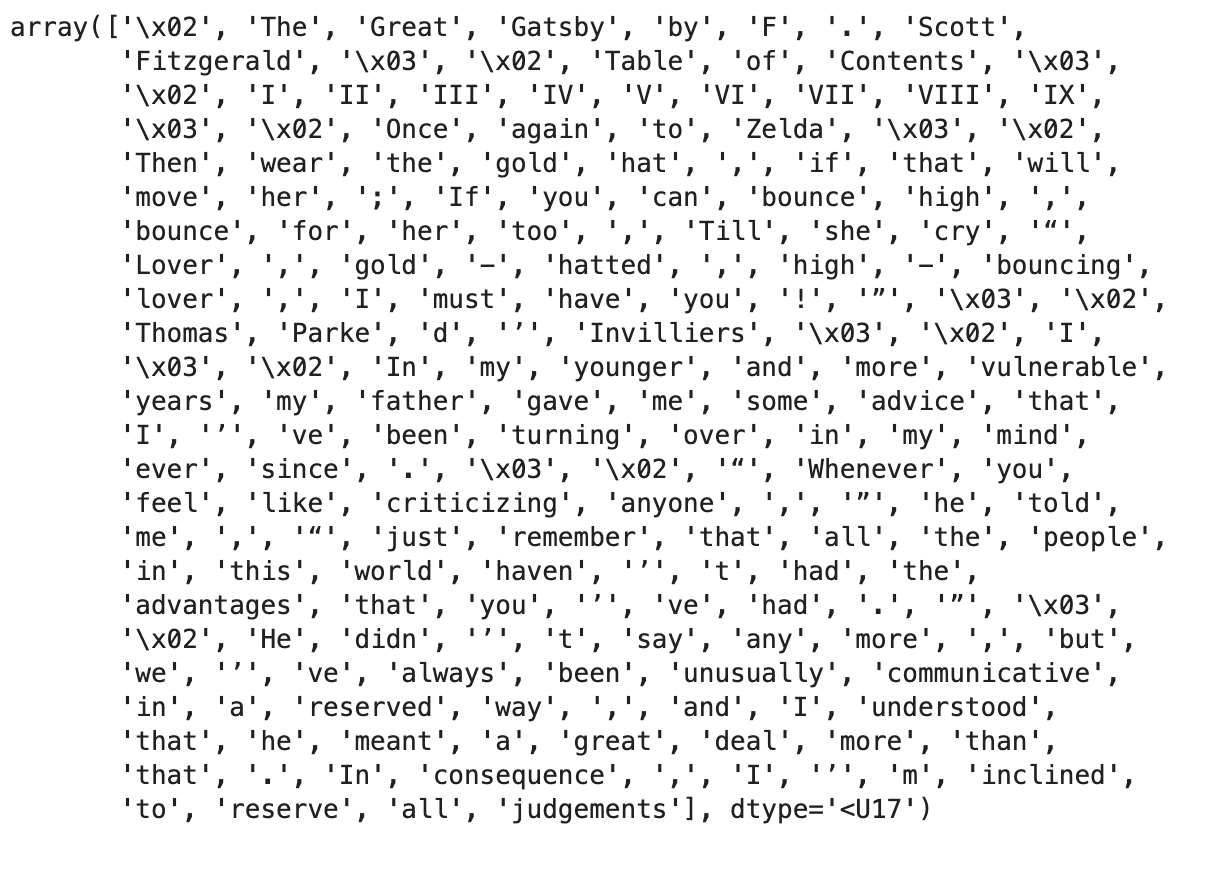 array(['\x02', 'The', 'Great', 'Gatsby', 'by', 'F', '.', 'Scott',
'Fitzgerald', '\x03', '\x02', 'Table', 'of', 'Contents', '\x03',
'\x02', 'I', 'II', 'III', 'IV', 'V', 'VI', 'VII', 'VIII', 'IX',
'\x03', '\x02', 'Once', 'again', 'to', 'Zelda', '\x03', '\x02',
'Then', 'wear', 'the', 'gold', 'hat', ',', 'if', 'that', 'will',
'move', 'her', ';', 'If', 'you', 'can', 'bounce', 'high', ',',
'bounce', 'for', 'her', 'too', ',', 'Till', 'she', 'cry', '“',
'Lover', ',', 'gold', '-', 'hatted', ',', 'high', '-', 'bouncing',
'lover', ',', 'I', 'must', 'have', 'you', '!', '”', '\x03', '\x02',
'Thomas', 'Parke', 'd', '’', 'Invilliers', '\x03', '\x02', 'I',
'\x03', '\x02', 'In', 'my', 'younger', 'and', 'more', 'vulnerable',
'years', 'my', 'father', 'gave', 'me', 'some', 'advice', 'that',
'I', '’', 've', 'been', 'turning', 'over', 'in', 'my', 'mind',
'ever', 'since', '.', '\x03', '\x02', '“', 'Whenever', 'you',
'feel', 'like', 'criticizing', 'anyone', ',', '”', 'he', 'told',
'me', ',', '“', 'just', 'remember', 'that', 'all', 'the', 'people',
'in', 'this', 'world', 'haven', '’', 't', 'had', 'the',
'advantages', 'that', 'you', '’', 've', 'had', '.', '”', '\x03',
'\x02', 'He', 'didn', '’', 't', 'say', 'any', 'more', ',', 'but',
'we', '’', 've', 'always', 'been', 'unusually', 'communicative',
'in', 'a', 'reserved', 'way', ',', 'and', 'I', 'understood',
'that', 'he', 'meant', 'a', 'great', 'deal', 'more', 'than',
'that', '.', 'In', 'consequence', ',', 'I', '’', 'm', 'inclined',
'to', 'reserve', 'all', 'judgements'], dtype='<U17')